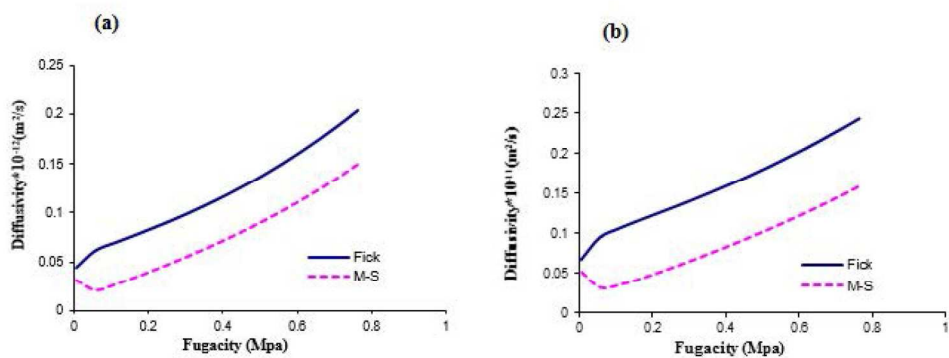 (a)
0.25
0.2
0.15
0.1
0.05
0
0 0.2 0.4 0.6 0.8 1
Diffusivity*10⁻¹²(m²/s)
Fugacity (Mpa)
Fick
M-S
(b)
0.3
0.25
0.2
0.15
0.1
0.05
0
0 0.2 0.4 0.6 0.8 1
Diffusivity*10¹¹(m²/s)
Fugacity (Mpa)
Fick
M-S